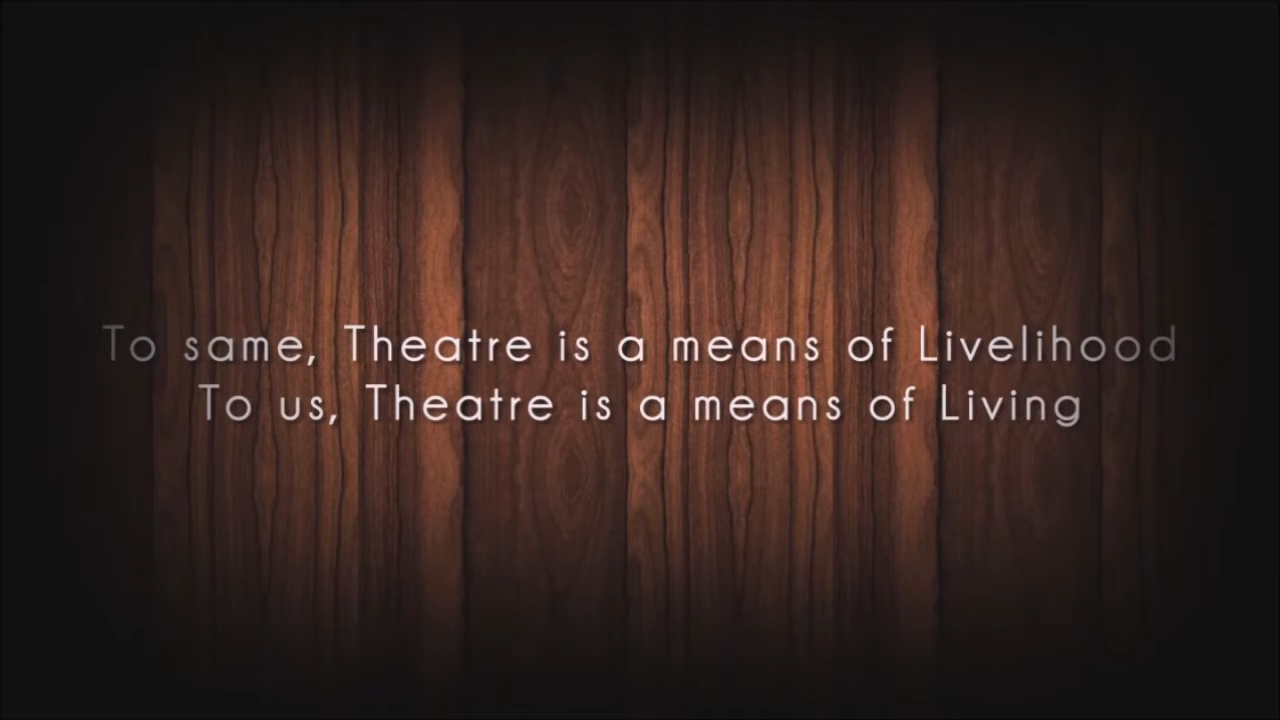 To same, Theatre is a means of Livelihood
To us, Theatre is a means of Living